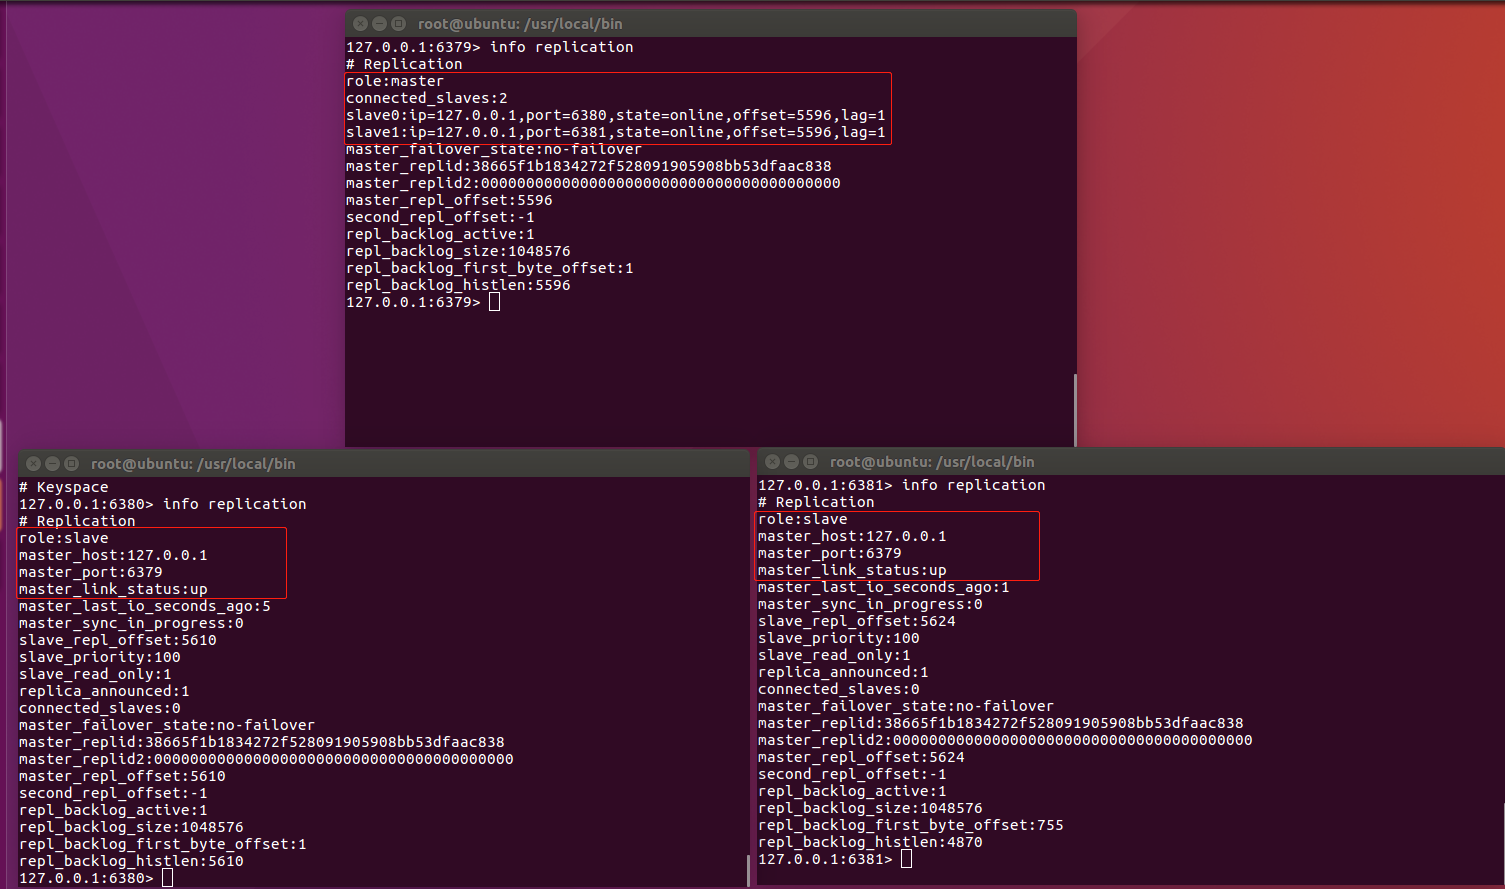 root@ubuntu: /usr/local/bin
127.0.0.1:6379> info replication
# Replication
role:master
connected_slaves:2
slave0:ip=127.0.0.1,port=6380,state=online,offset=5596,lag=1
slave1:ip=127.0.0.1,port=6381,state=online,offset=5596,lag=1
master_failover_state:no-failover
master_replid:38665f1b1834272f528091905908bb53dfaac838
master_replid2:0000000000000000000000000000000000000000
master_repl_offset:5596
second_repl_offset:-1
repl_backlog_active:1
repl_backlog_size:1048576
repl_backlog_first_byte_offset:1
repl_backlog_histlen:5596
127.0.0.1:6379>
root@ubuntu: /usr/local/bin
# Keyspace
127.0.0.1:6380> info replication
# Replication
role:slave
master_host:127.0.0.1
master_port:6379
master_link_status:up
master_last_io_seconds_ago:5
master_sync_in_progress:0
slave_repl_offset:5610
slave_priority:100
slave_read_only:1
replica_announced:1
connected_slaves:0
master_failover_state:no-failover
master_replid:38665f1b1834272f528091905908bb53dfaac838
master_replid2:0000000000000000000000000000000000000000
master_repl_offset:5610
second_repl_offset:-1
repl_backlog_active:1
repl_backlog_size:1048576
repl_backlog_first_byte_offset:1
repl_backlog_histlen:5610
127.0.0.1:6380>
root@ubuntu: /usr/local/bin
127.0.0.1:6381> info replication
# Replication
role:slave
master_host:127.0.0.1
master_port:6379
master_link_status:up
master_last_io_seconds_ago:1
master_sync_in_progress:0
slave_repl_offset:5624
slave_priority:100
slave_read_only:1
replica_announced:1
connected_slaves:0
master_failover_state:no-failover
master_replid:38665f1b1834272f528091905908bb53dfaac838
master_replid2:0000000000000000000000000000000000000000
master_repl_offset:5624
second_repl_offset:-1
repl_backlog_active:1
repl_backlog_size:1048576
repl_backlog_first_byte_offset:755
repl_backlog_histlen:4870
127.0.0.1:6381>